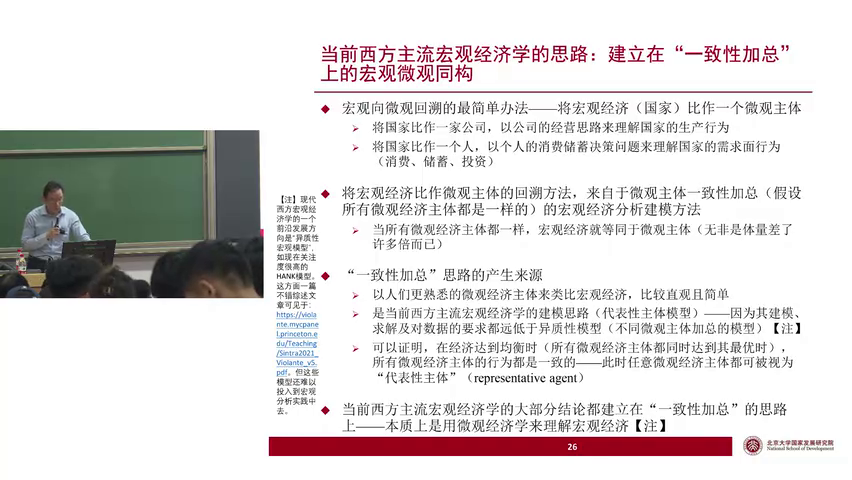 当前西方主流宏观经济学的思路：建立在“一致性加总”
上的宏观微观同构
宏观向微观回溯的最简单办法——将宏观经济（国家）比作一个微观主体
将国家比作一家公司，以公司的经营思路来理解国家的生产行为
将国家比作一个人，以个人的消费储蓄决策问题来理解国家的需求面行为
（消费、储蓄、投资）
将宏观经济比作微观主体的回溯方法，来自于微观主体一致性加总（假设
所有微观经济主体都是一样的）的宏观经济分析建模方法
当所有微观经济主体都一样，宏观经济就等同于微观主体（无非是体量差了
许多倍而已）
“一致性加总”思路的产生来源
以人们更熟悉的微观经济主体来类比宏观经济，比较直观且简单
是当前西方主流宏观经济学的建模思路（代表性主体模型）——因为其建模、
求解及对数据的要求都远低于异质性模型（不同微观主体加总的模型）【注】
可以证明，在经济达到均衡时（所有微观经济主体都同时达到其最优时），
所有微观经济主体的行为都是一致的——此时任意微观经济主体都可被视为
“代表性主体”（representative agent）
当前西方主流宏观经济学的大部分结论都建立在“一致性加总”的思路
上——本质上是用微观经济学来理解宏观经济【注】
【注】现代
西方宏观经
济学的一个
前沿发展方
向是“异质性
宏观模型”，
如现在关注
度很高的
HANK模型。
这方面一篇
不错综述文
章可见于：
https://viola
nte.mycpane
l.princeton.e
du/Teaching
/Sintra2021_
Violante_v5.
pdf。但这些
模型还难以
投入到宏观
分析实践中
去。
26
北京大学国家发展研究院
National School of Development